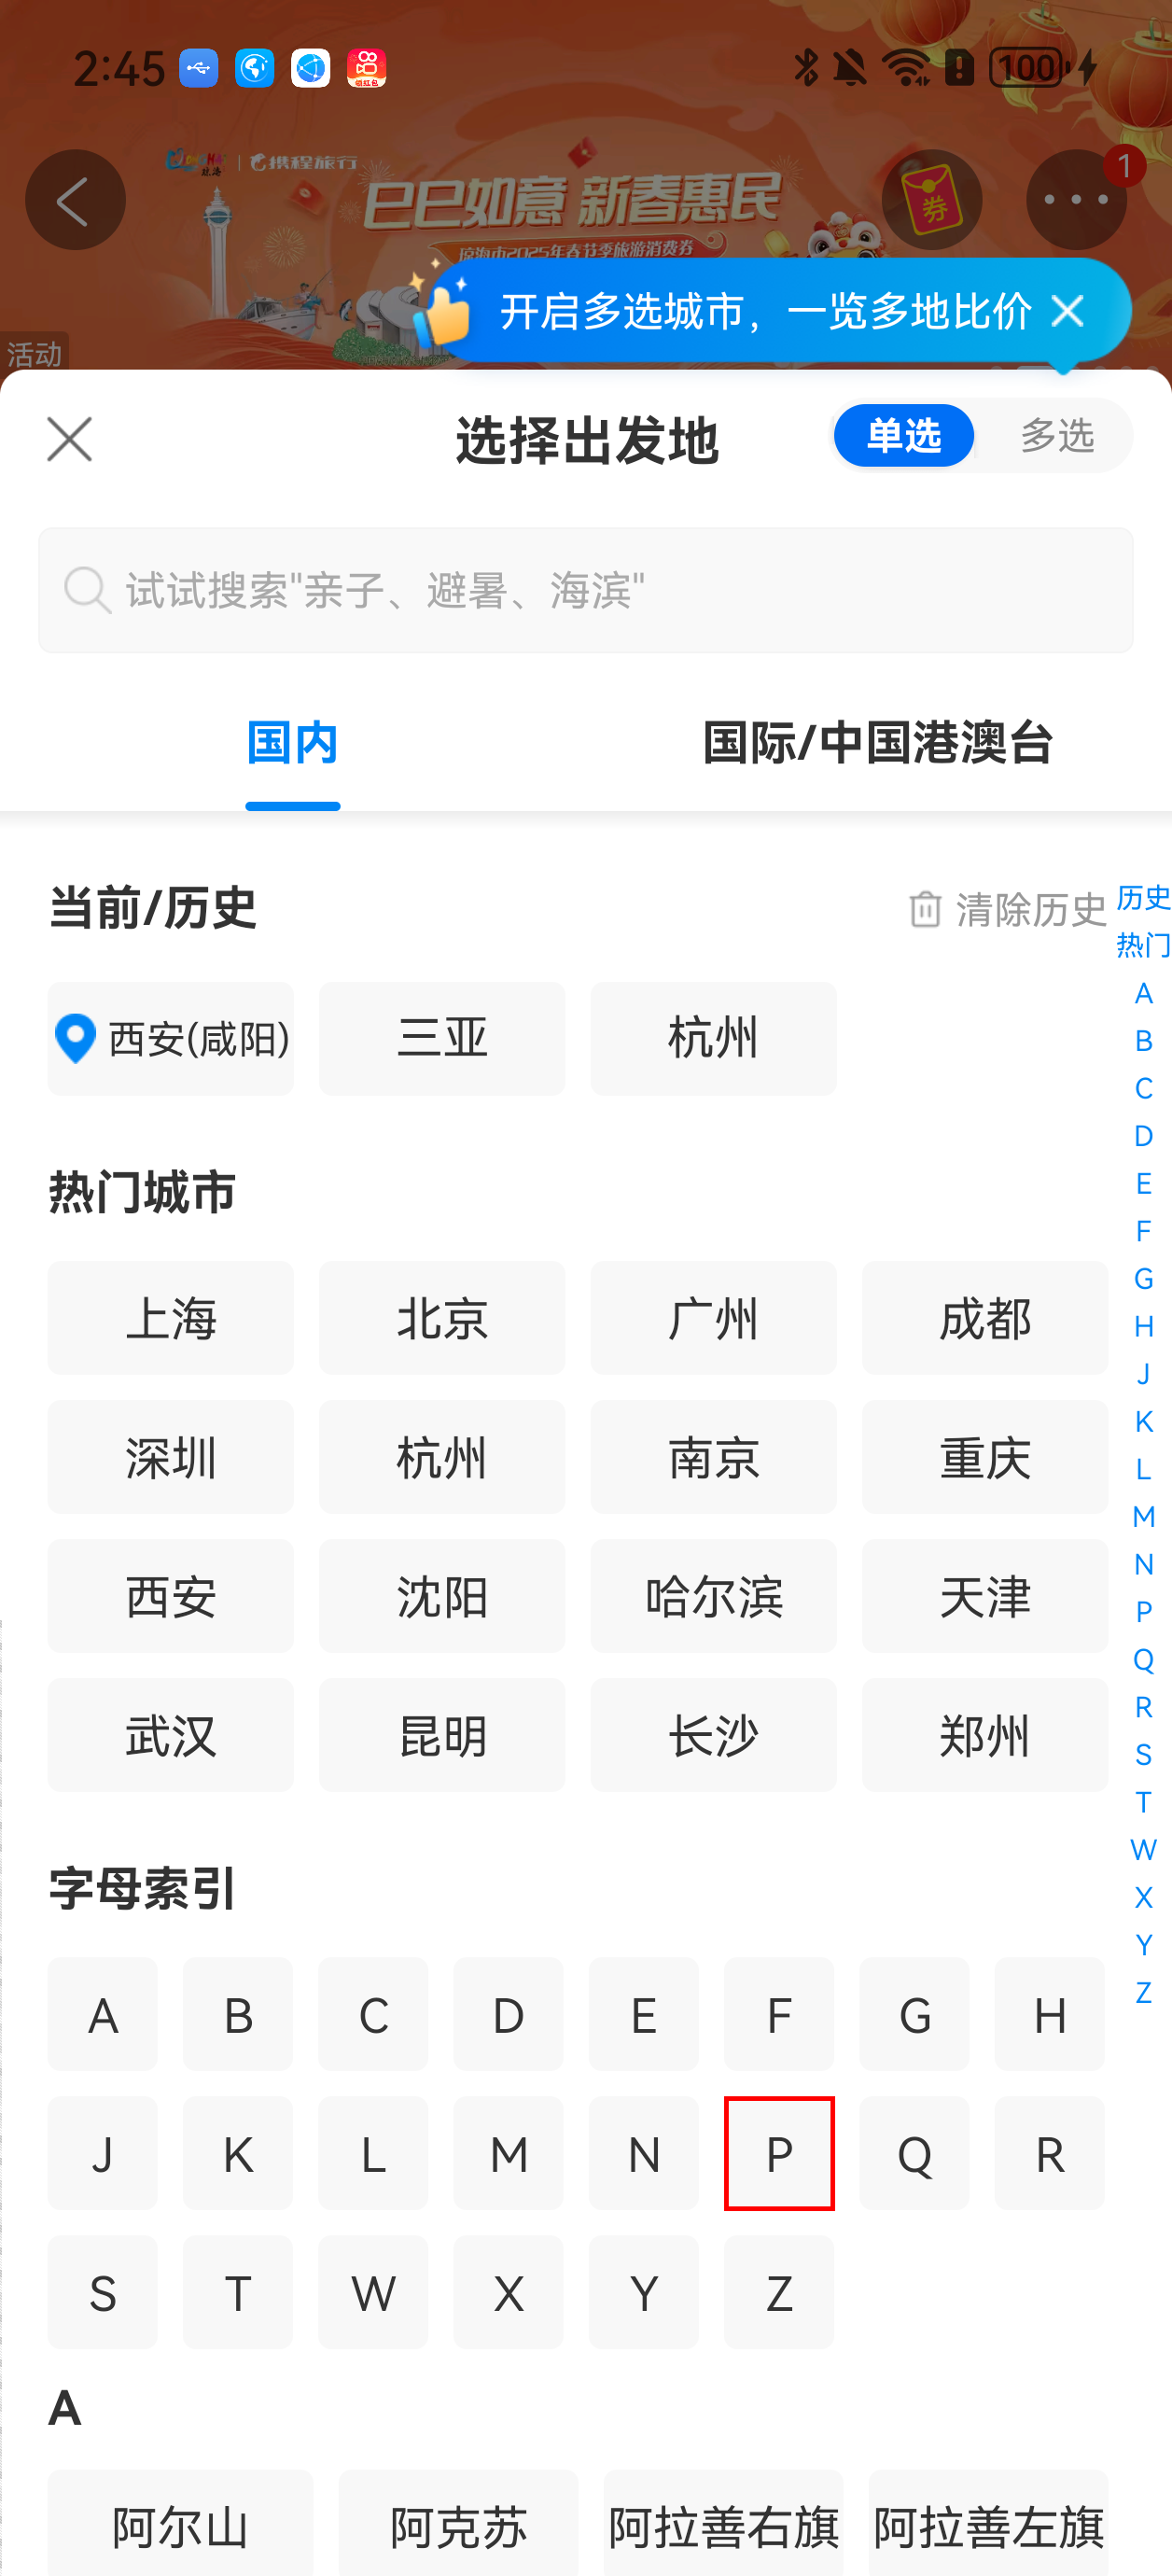 2:45
100
携程旅行
巳巳如意 新春惠民
琼海市2025年春节季旅游消费券
券
1
开启多选城市，一览多地比价
活动
选择出发地
单选
多选
试试搜索"亲子、避暑、海滨"
国内
国际/中国港澳台
当前/历史
清除历史
西安(咸阳)
三亚
杭州
热门城市
上海
北京
广州
成都
深圳
杭州
南京
重庆
西安
沈阳
哈尔滨
天津
武汉
昆明
长沙
郑州
字母索引
A
B
C
D
E
F
G
H
J
K
L
M
N
P
Q
R
S
T
W
X
Y
Z
A
阿尔山
阿克苏
阿拉善右旗
阿拉善左旗
历史
热门
A
B
C
D
E
F
G
H
J
K
L
M
N
P
Q
R
S
T
W
X
Y
Z